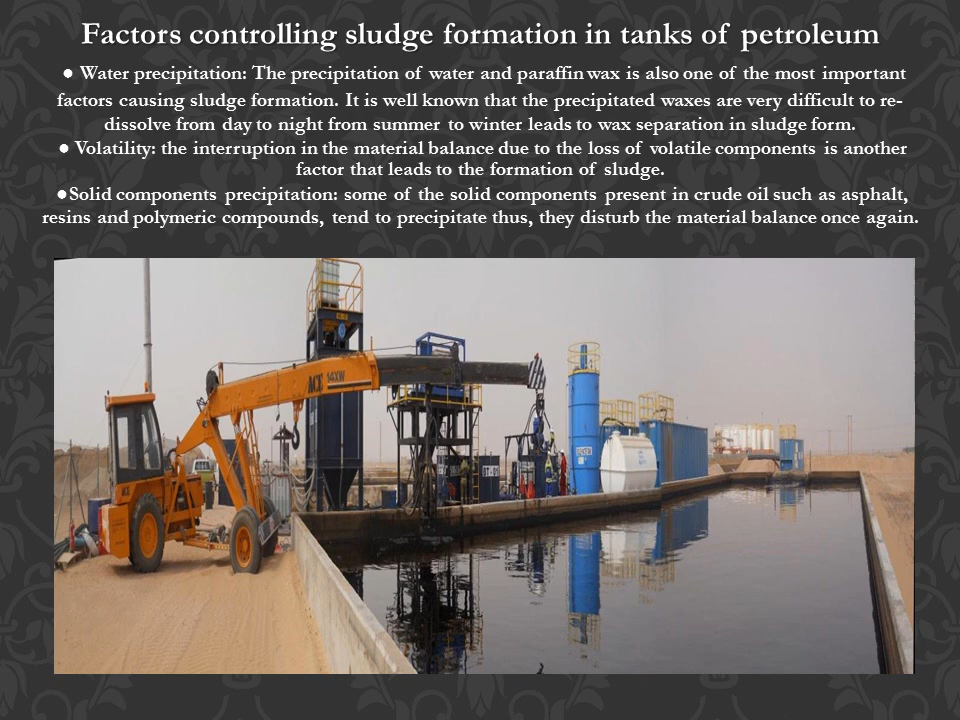 Factors controlling sludge formation in tanks of petroleum
● Water precipitation: The precipitation of water and paraffin wax is also one of the most important
factors causing sludge formation. It is well known that the precipitated waxes are very difficult to re-
dissolve from day to night from summer to winter leads to wax separation in sludge form.
● Volatility: the interruption in the material balance due to the loss of volatile components is another
factor that leads to the formation of sludge.
●Solid components precipitation: some of the solid components present in crude oil such as asphalt,
resins and polymeric compounds, tend to precipitate thus, they disturb the material balance once again.
14XW